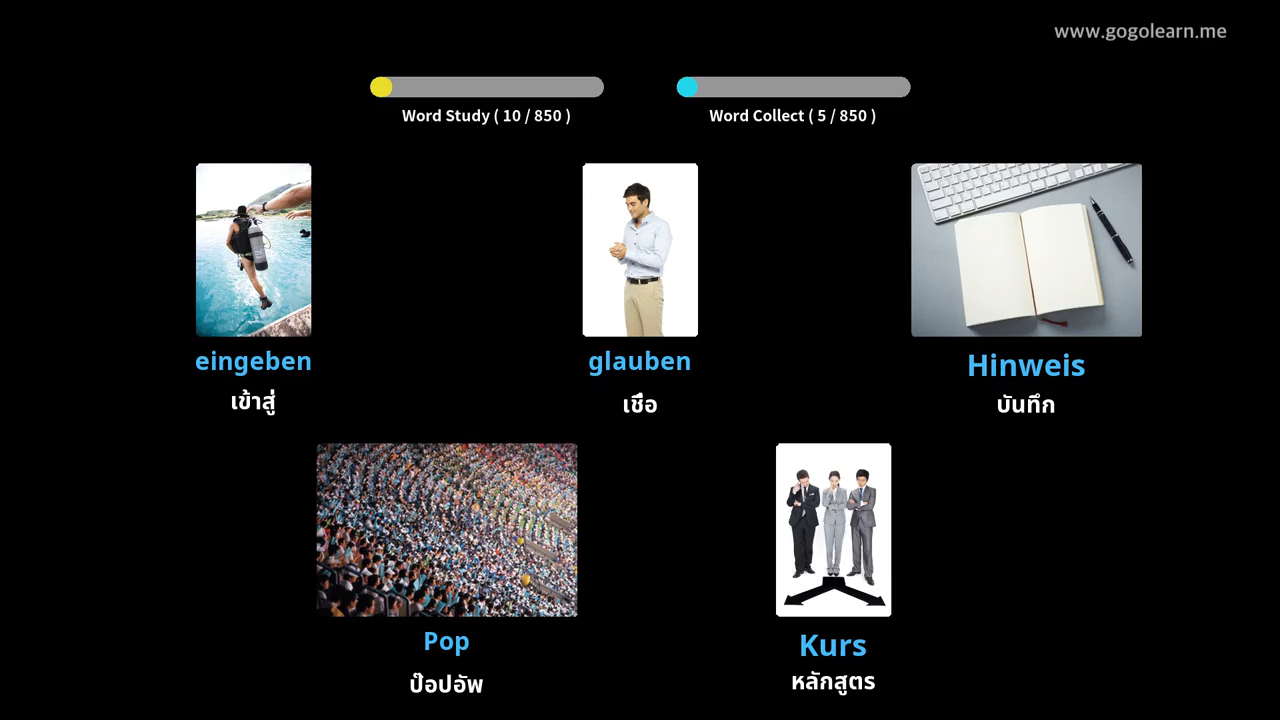 www.gogolearn.me
Word Study ( 10 / 850 )
Word Collect ( 5 / 850 )
eingeben
เข้าสู่
glauben
เชื่อ
Hinweis
บันทึก
Pop
ป๊อปอัพ
Kurs
หลักสูตร